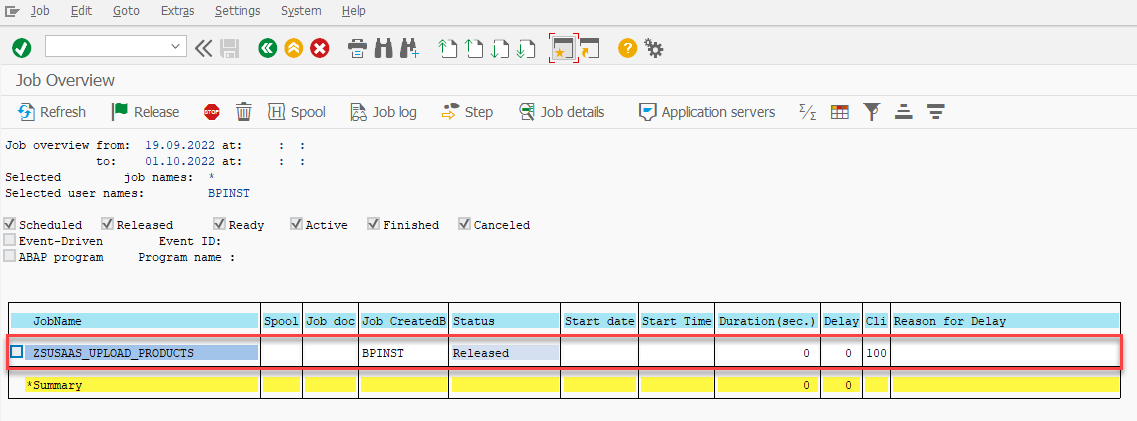 Job Edit Goto Extras Settings System Help
Job Overview
Refresh Release STOP Spool Job log Step Job details Application servers
Job overview from: 19.09.2022 at: : :
to: 01.10.2022 at: : :
Selected job names: *
Selected user names: BPINST
Scheduled Released Ready Active Finished Canceled
Event-Driven Event ID:
ABAP program Program name :
JobName Spool Job doc Job CreatedB Status Start date Start Time Duration(sec.) Delay Cli Reason for Delay
ZSUSAAS_UPLOAD_PRODUCTS BPINST Released 0 0 100
*Summary 0 0